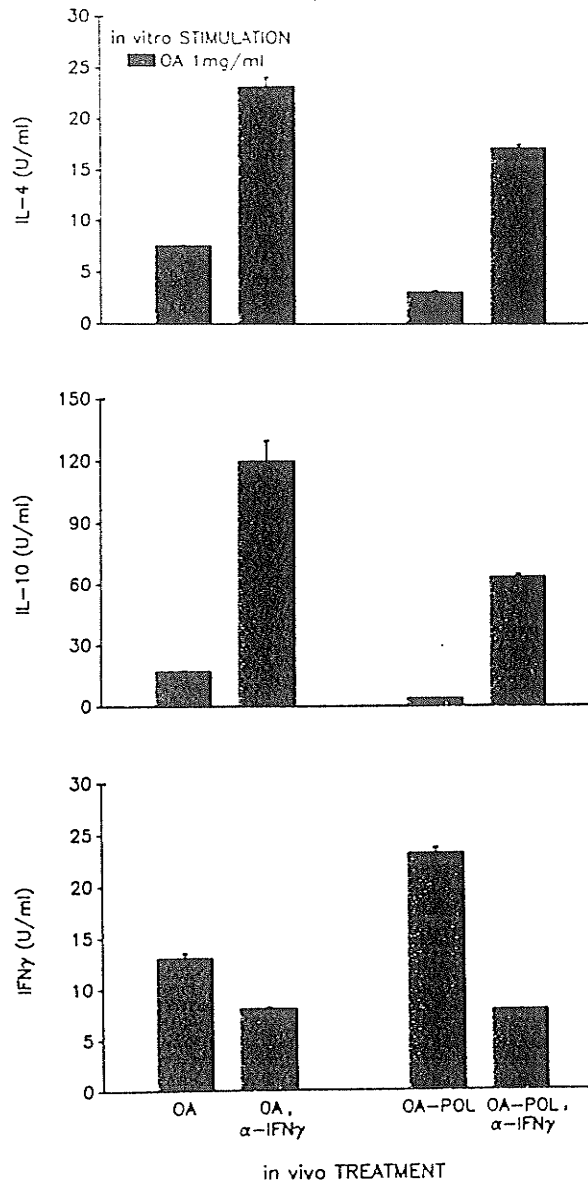 in vitro STIMULATION
OA 1mg/ml
30
25
20
15
10
5
0
IL-4 (U/ml)
150
120
90
60
30
0
IL-10 (U/ml)
30
25
20
15
10
5
0
IFNγ (U/ml)
OA
OA,
α-IFNγ
OA-POL
OA-POL,
α-IFNγ
in vivo TREATMENT